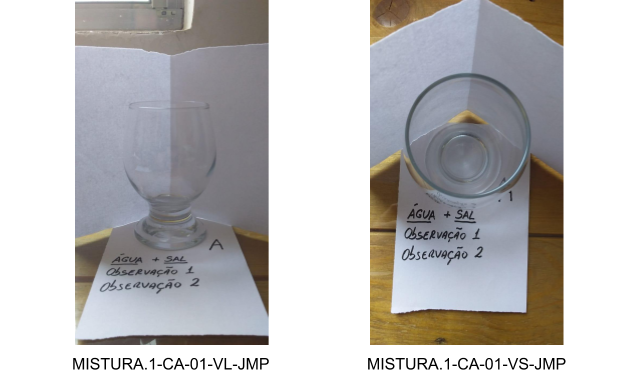 A
ÁGUA + SAL
OBSERVAÇÃO 1
OBSERVAÇÃO 2
MISTURA.1-CA-01-VL-JMP
.1
ÁGUA + SAL
OBSERVAÇÃO 1
OBSERVAÇÃO 2
MISTURA.1-CA-01-VS-JMP